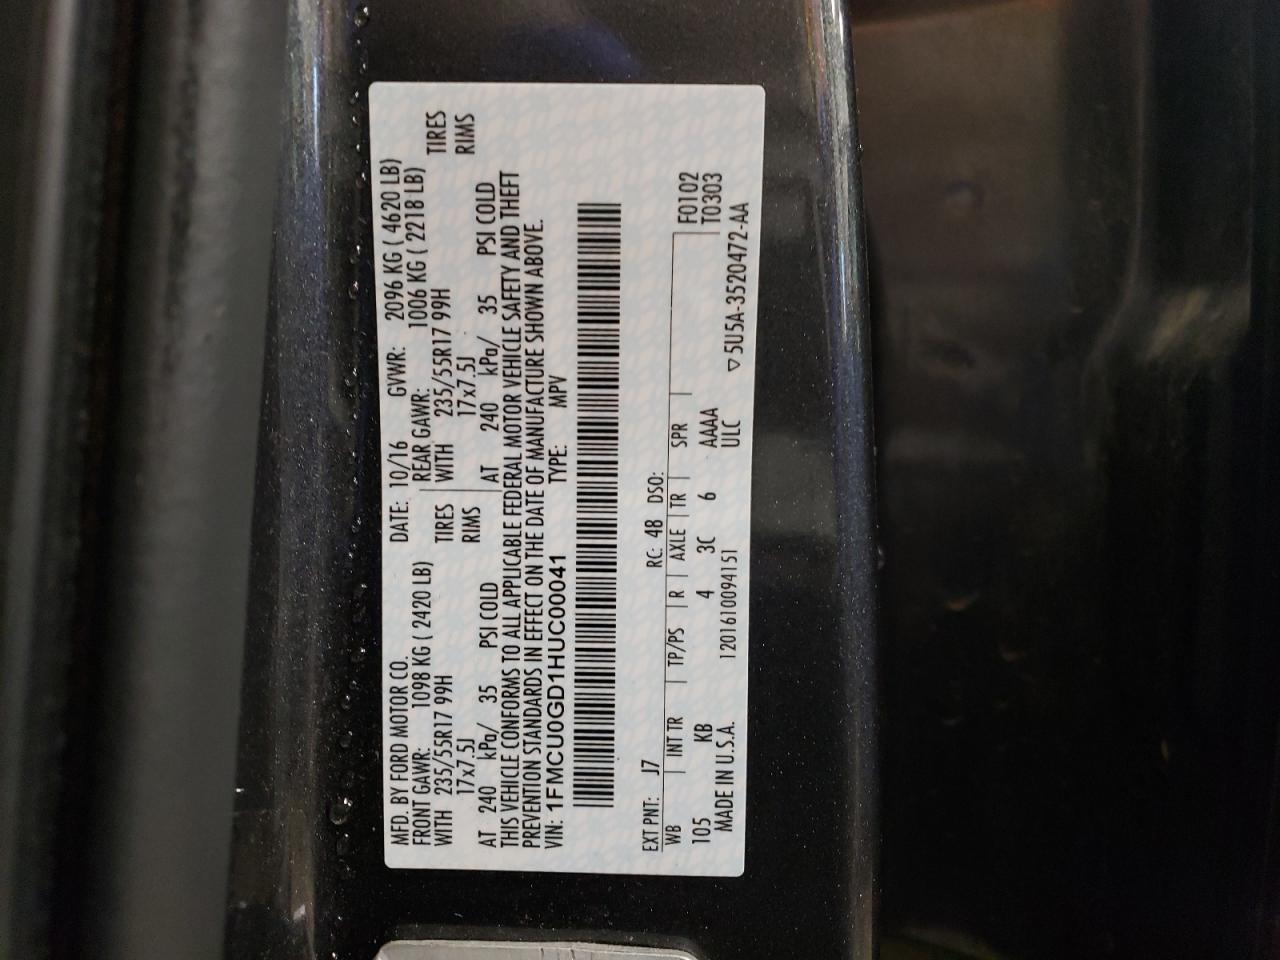 MFD. BY FORD MOTOR CO. DATE: 10/16 GVWR: 2096 KG ( 4620 LB)
FRONT GAWR: 1098 KG ( 2420 LB) REAR GAWR: 1006 KG ( 2218 LB)
WITH 235/55R17 99H TIRES WITH 235/55R17 99H TIRES
17x7.5J RIMS 17x7.5J RIMS
AT 240 kPa/ 35 PSI COLD AT 240 kPa/ 35 PSI COLD
THIS VEHICLE CONFORMS TO ALL APPLICABLE FEDERAL MOTOR VEHICLE SAFETY AND THEFT
PREVENTION STANDARDS IN EFFECT ON THE DATE OF MANUFACTURE SHOWN ABOVE.
VIN: 1FMCU0GD1HUC00041 TYPE: MPV
EXT PNT: J7 RC: 48 DSO:
WB INT TR TP/PS R AXLE TR SPR F0102
105 KB 4 3C 6 AAAA T0303
MADE IN U.S.A. 1201610094151 ULC ▽5U5A-3520472-AA